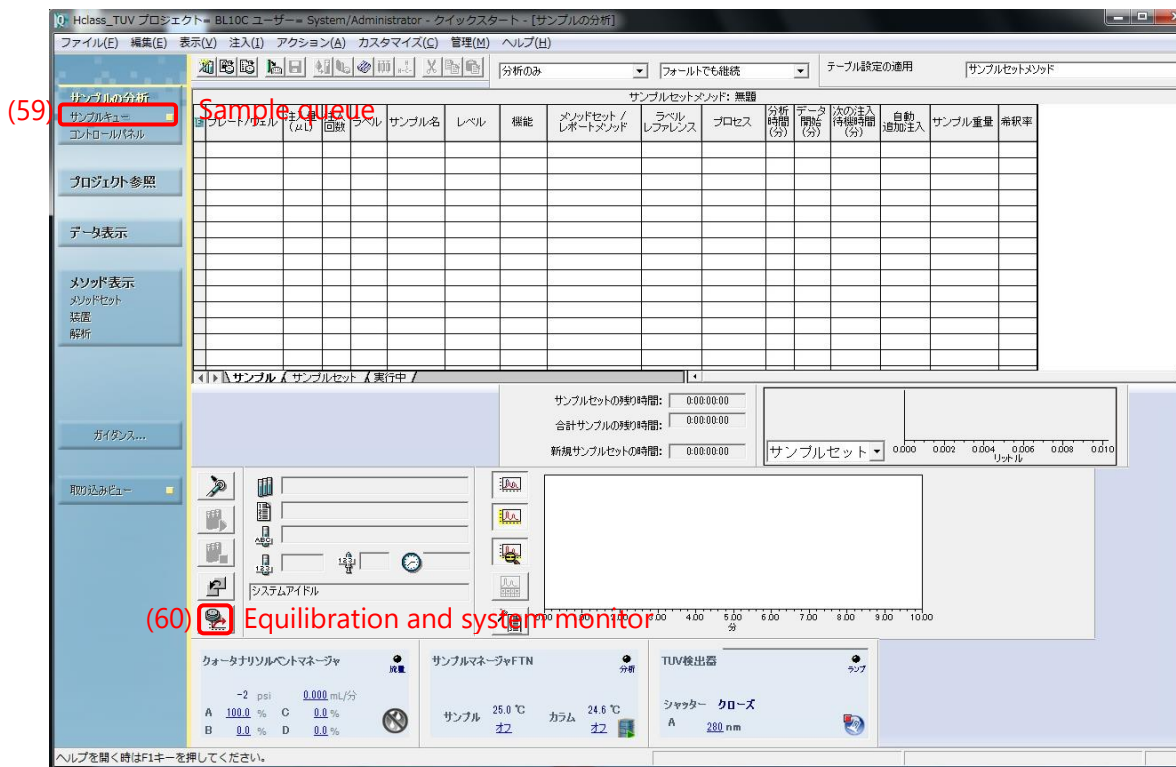 Hclass_TUV プロジェクト= BL10C ユーザー= System/Administrator - クイックスタート - [サンプルの分析]
ファイル(F) 編集(E) 表示(V) 注入(I) アクション(A) カスタマイズ(C) 管理(M) ヘルプ(H)
分析のみ フォールトでも継続 テーブル設定の適用 サンプルセットメソッド
サンプルの分析
サンプルセットメソッド: 無題
(59) サンプルキュー Sample queue
コントロールパネル
プレート/ウェル 注入量 (μL) 注入 回数 ラベル サンプル名 レベル 機能 メソッドセット / レポートメソッド ラベル レファレンス プロセス 分析 時間 (分) データ 開始 (分) 次の注入 待機時間 (分) 自動 追加注入 サンプル重量 希釈率
プロジェクト参照
データ表示
メソッド表示
メソッドセット
装置
解析
サンプル サンプルセット 実行中
サンプルセットの残り時間: 0:00:00:00
合計サンプルの残り時間: 0:00:00:00
新規サンプルセットの時間: 0:00:00:00
サンプルセット 0.000 0.002 0.004 0.006 0.008 0.010
リットル
ガイダンス...
取り込みビュー
システムアイドル
(60) Equilibration and system monitor
3.00 4.00 5.00 6.00 7.00 8.00 9.00 10.00
分
クォータナリソルベントマネージャ 流量
-2 psi 0.000 mL/分
A 100.0 % C 0.0 %
B 0.0 % D 0.0 %
サンプルマネージャFTN 分析
サンプル 25.0 ℃ カラム 24.6 ℃
オフ オフ
TUV検出器 ランプ
シャッター クローズ
A 280 nm
ヘルプを開く時はF1キーを押してください。